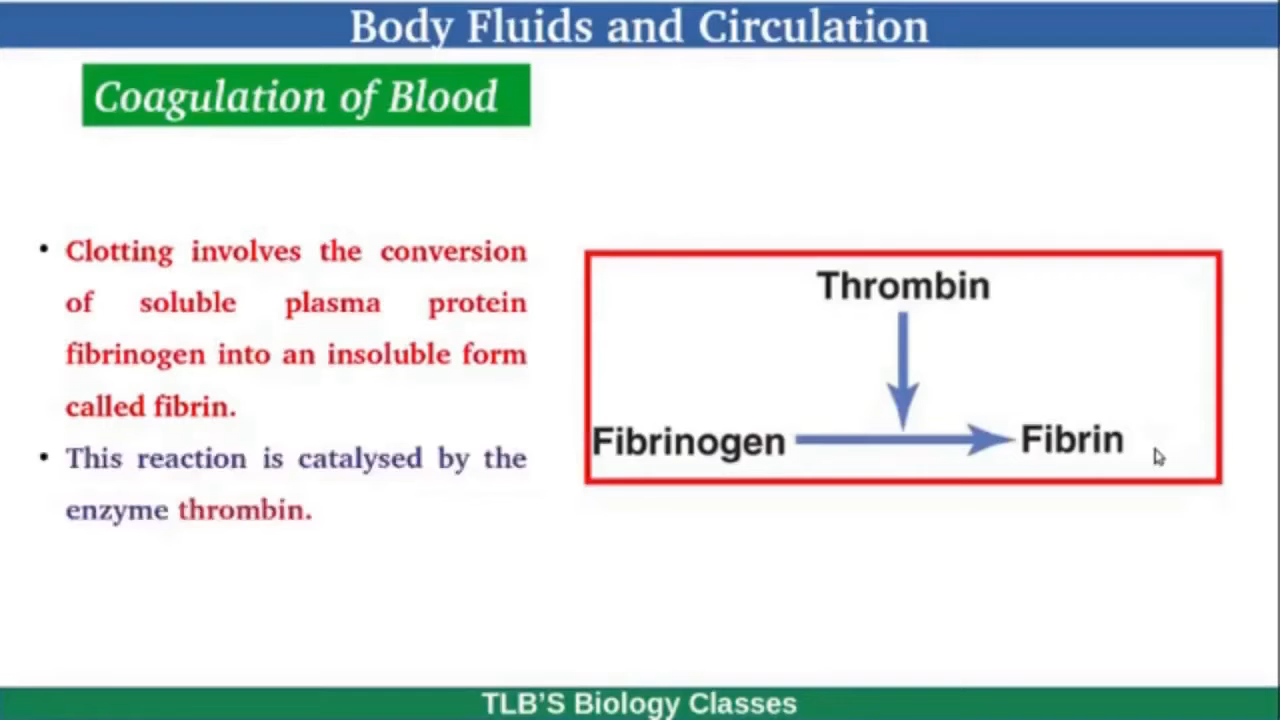 Body Fluids and Circulation
Coagulation of Blood
• Clotting involves the conversion
of soluble plasma protein
fibrinogen into an insoluble form
called fibrin.
• This reaction is catalysed by the
enzyme thrombin.
Thrombin
Fibrinogen
Fibrin
TLB'S Biology Classes